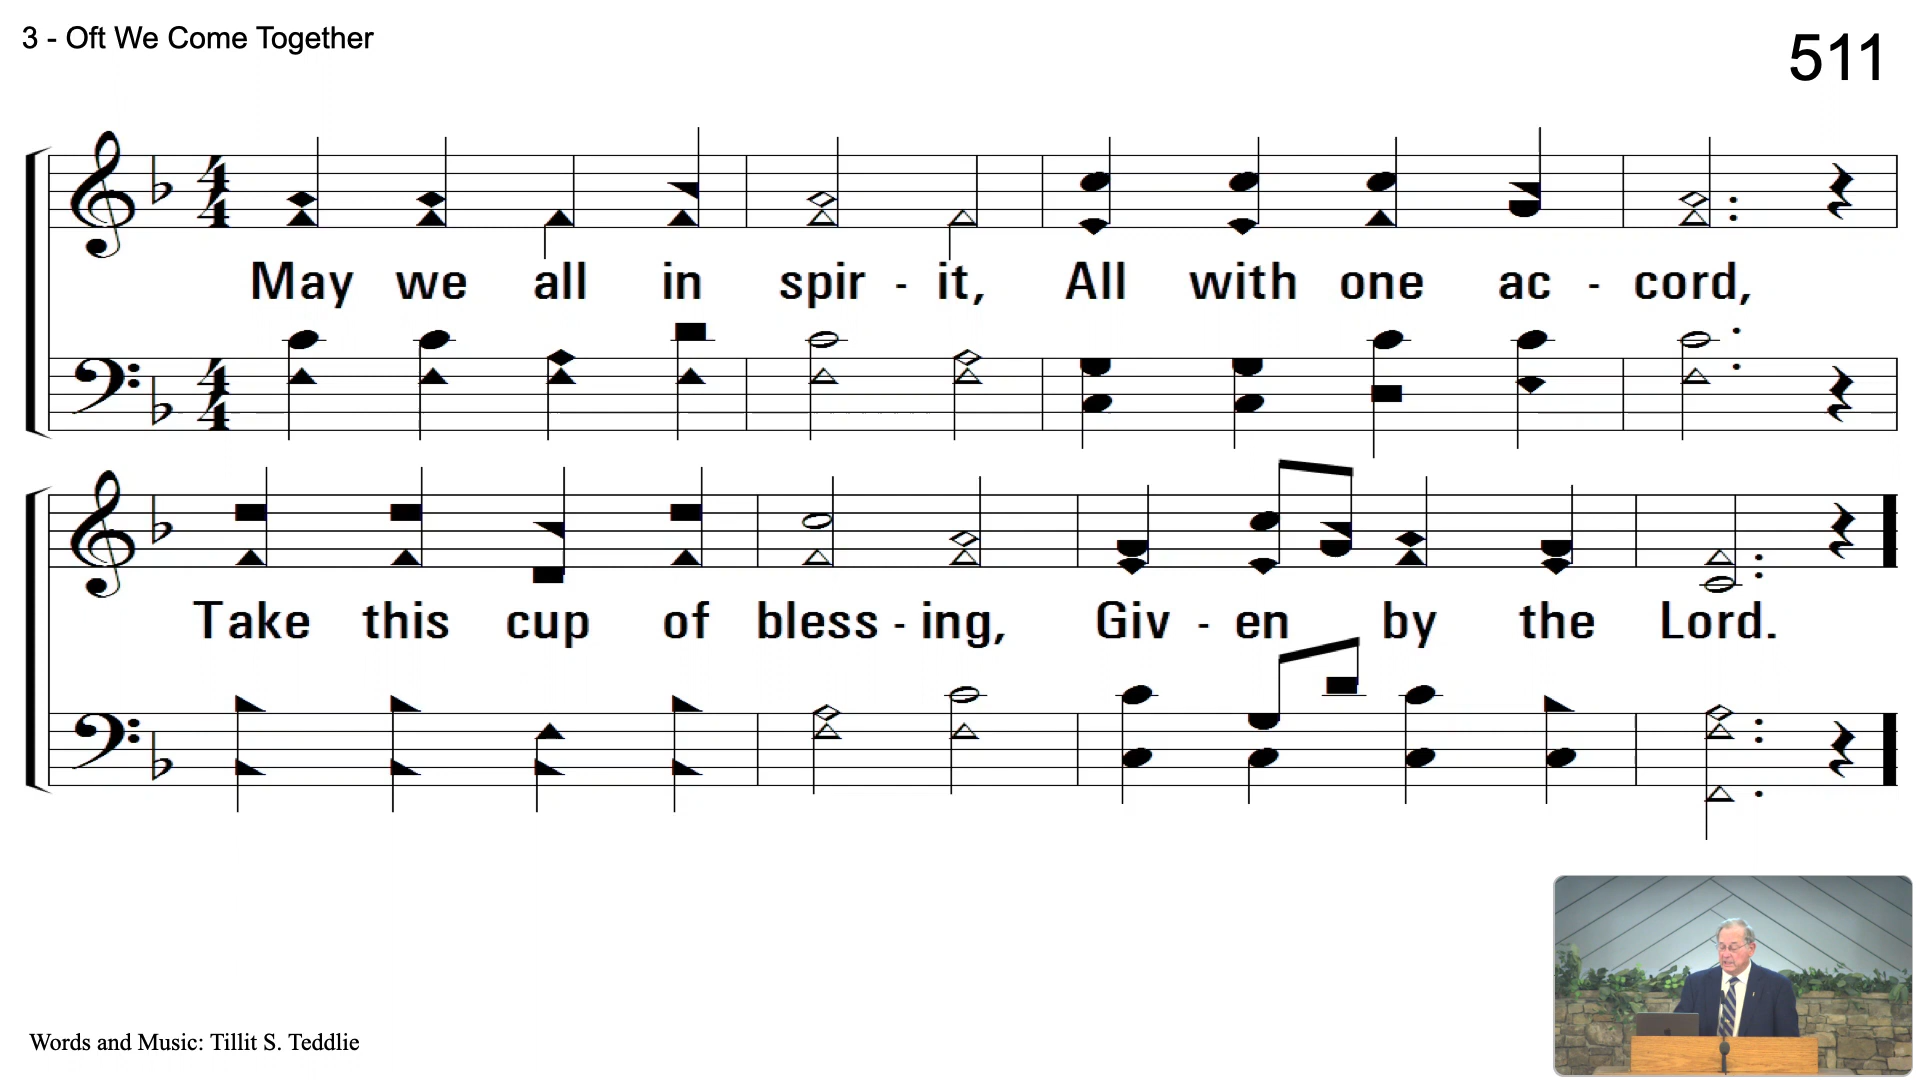 3 - Oft We Come Together
511
May we all in spir - it, All with one ac - cord,
Take this cup of bless - ing, Giv - en by the Lord.
Words and Music: Tillit S. Teddlie